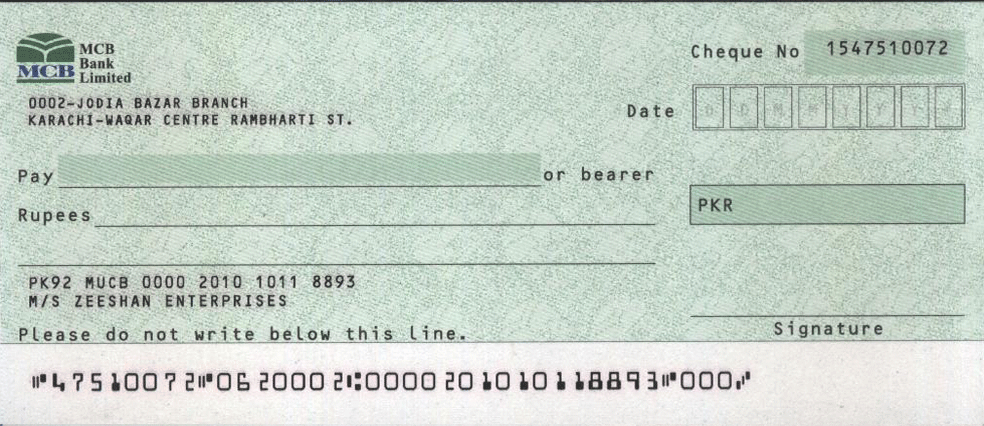 MCB
MCB
Bank
Limited
Cheque No 1547510072
0002-JODIA BAZAR BRANCH
KARACHI-WAQAR CENTRE RAMBHARTI ST.
Date D D M M Y Y Y Y
Pay or bearer
Rupees
PKR
PK92 MUCB 0000 2010 1011 8893
M/S ZEESHAN ENTERPRISES
Signature
Please do not write below this line.
⑈47510072⑈0620002⑆0000201010118893⑈000⑇